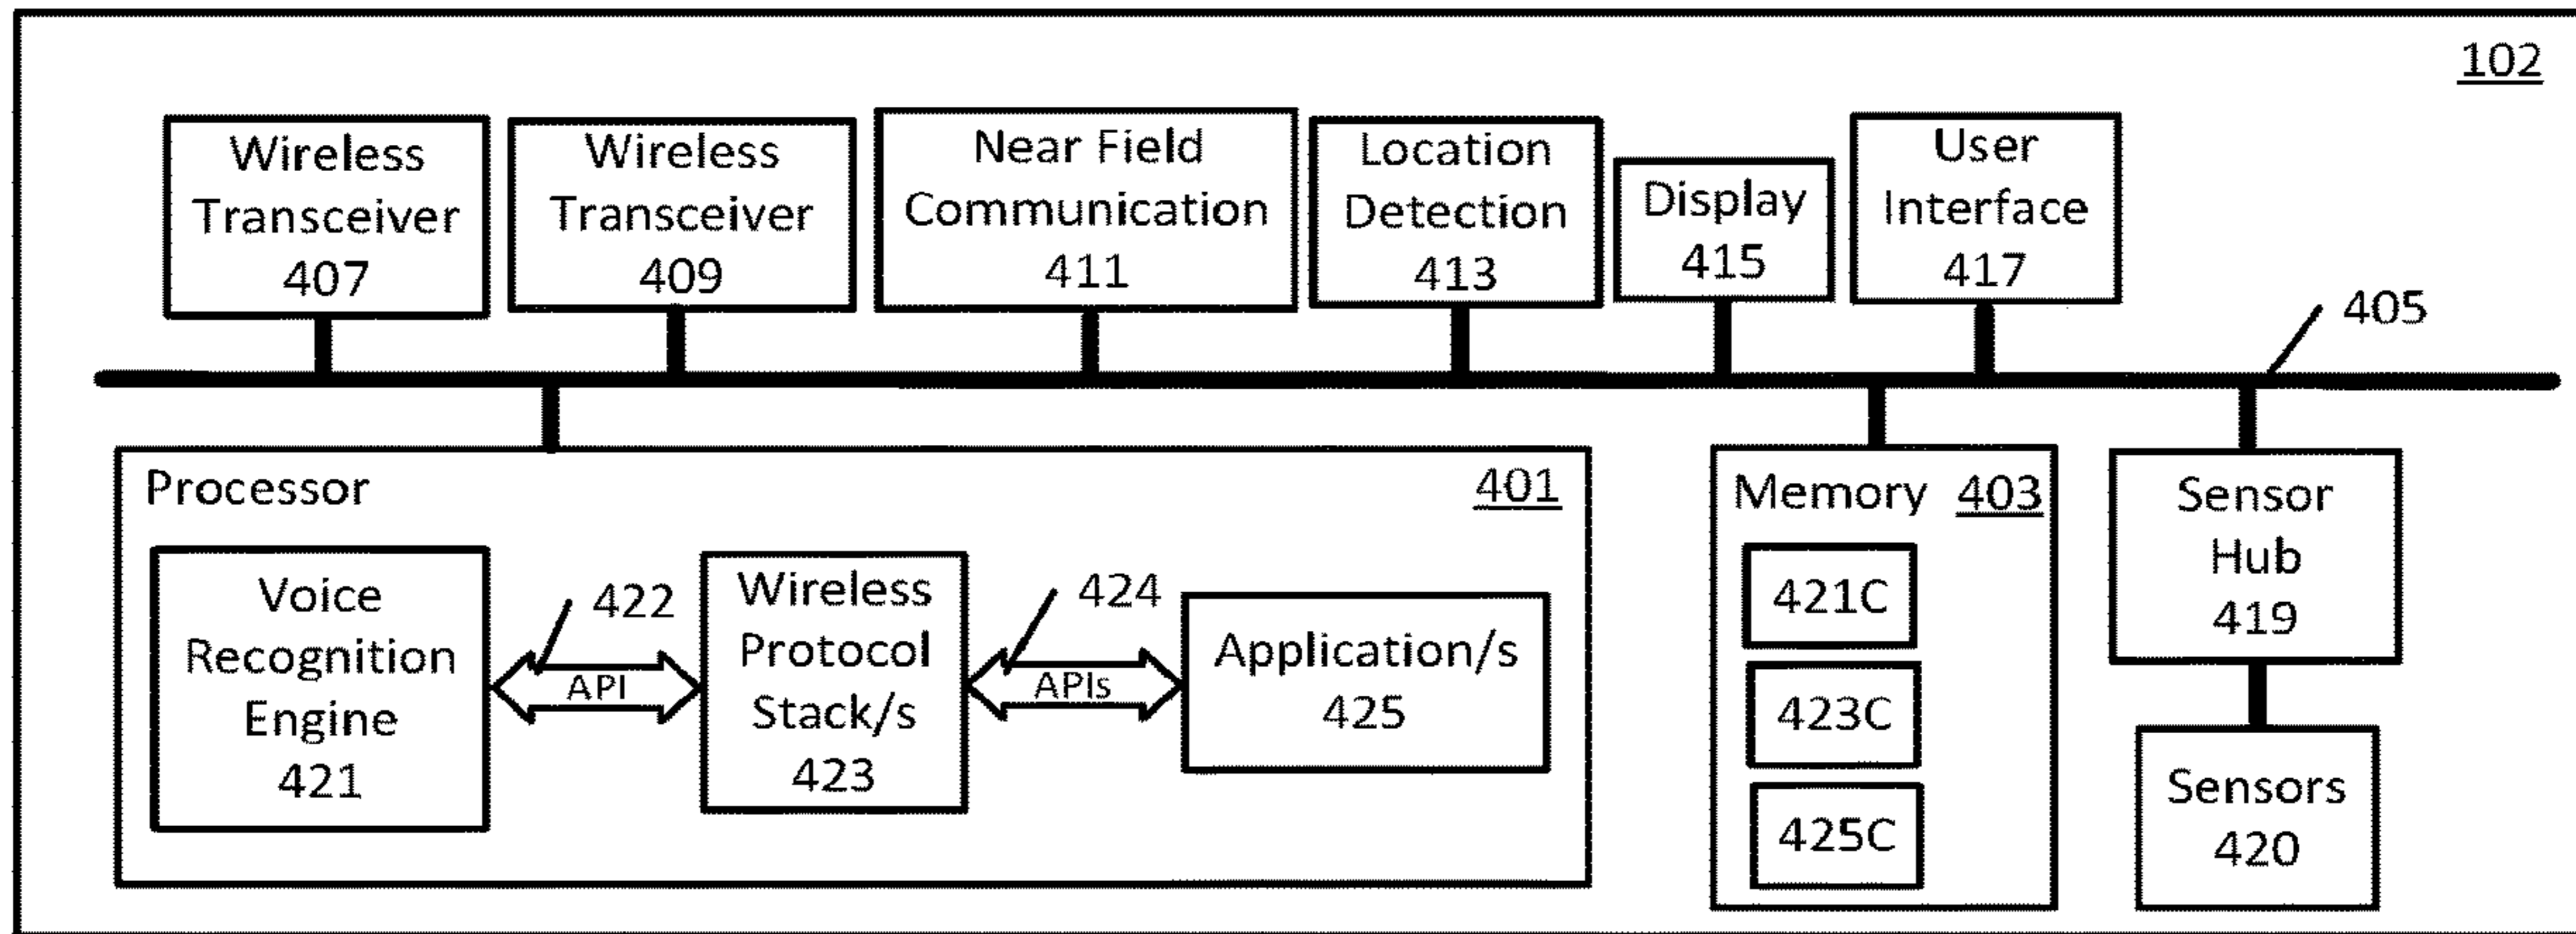 102
Wireless
Transceiver
407
Wireless
Transceiver
409
Near Field
Communication
411
Location
Detection
413
Display
415
User
Interface
417
405
Processor
401
Voice
Recognition
Engine
421
422
API
Wireless
Protocol
Stack/s
423
424
APIs
Application/s
425
Memory 403
421C
423C
425C
Sensor
Hub
419
Sensors
420